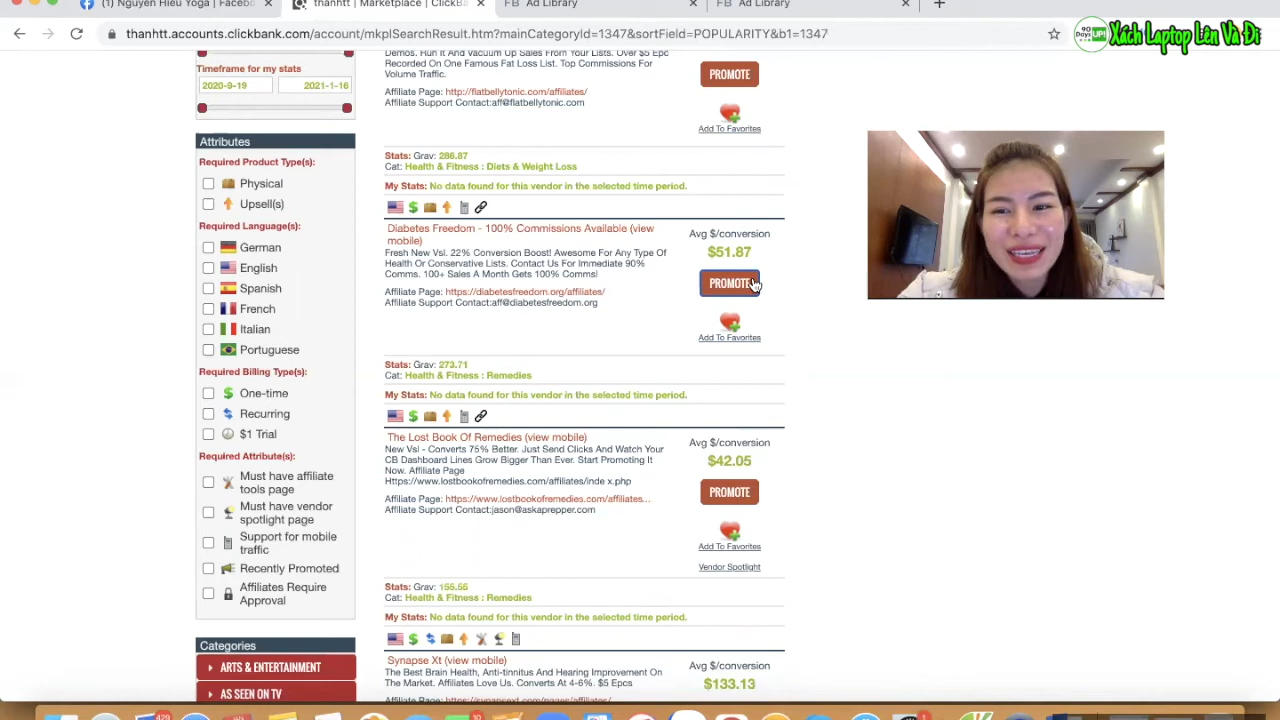 (1) Nguyen Hieu Yoga | Faceb
thanhtt | Marketplace | ClickBa
Ad Library
Ad Library
thanhtt.accounts.clickbank.com/account/mktpSearchResult.htm?mainCategoryId=1347&sortField=POPULARITY&b1=1347
90 Days UP!
Xách Laptop Lên Và Đi
Timeframe for my stats
2020-9-19
2021-1-16
Attributes
Required Product Type(s):
Physical
Upsell(s)
Required Language(s):
German
English
Spanish
French
Italian
Portuguese
Required Billing Type(s):
One-time
Recurring
$1 Trial
Required Attribute(s):
Must have affiliate
tools page
Must have vendor
spotlight page
Support for mobile
traffic
Recently Promoted
Affiliates Require
Approval
Categories
ARTS & ENTERTAINMENT
AS SEEN ON TV
Demos. Run It And Vacuum Up Sales From Your Lists. Over $5 Epc
Recorded On One Famous Fat Loss List. Top Commissions For
Volume Traffic.
PROMOTE
Affiliate Page: http://flatbellytonic.com/affiliates/
Affiliate Support Contact:aff@flatbellytonic.com
Add To Favorites
Stats: Grav: 286.87
Cat: Health & Fitness : Diets & Weight Loss
My Stats: No data found for this vendor in the selected time period.
Diabetes Freedom - 100% Commissions Available (view
mobile)
Fresh New Vsl. 22% Conversion Boost! Awesome For Any Type Of
Health Or Conservative Lists. Contact Us For Immediate 90%
Comms. 100+ Sales A Month Gets 100% Comms!
Avg $/conversion
$51.87
PROMOTE
Affiliate Page: https://diabetesfreedom.org/affiliates/
Affiliate Support Contact:aff@diabetesfreedom.org
Add To Favorites
Stats: Grav: 273.71
Cat: Health & Fitness : Remedies
My Stats: No data found for this vendor in the selected time period.
The Lost Book Of Remedies (view mobile)
New Vsl - Converts 75% Better. Just Send Clicks And Watch Your
CB Dashboard Lines Grow Bigger Than Ever. Start Promoting It
Now. Affiliate Page
Https://www.lostbookofremedies.com/affiliates/inde x.php
Avg $/conversion
$42.05
PROMOTE
Affiliate Page: https://www.lostbookofremedies.com/affiliates...
Affiliate Support Contact:jason@askaprepper.com
Add To Favorites
Vendor Spotlight
Stats: Grav: 155.55
Cat: Health & Fitness : Remedies
My Stats: No data found for this vendor in the selected time period.
Synapse Xt (view mobile)
The Best Brain Health, Anti-tinnitus And Hearing Improvement On
The Market. Affiliates Love Us. Converts At 4-6%. $5 Epcs
Avg $/conversion
$133.13
Affiliate Page: https://synapsext.com/pages/affiliates/
429
10
1